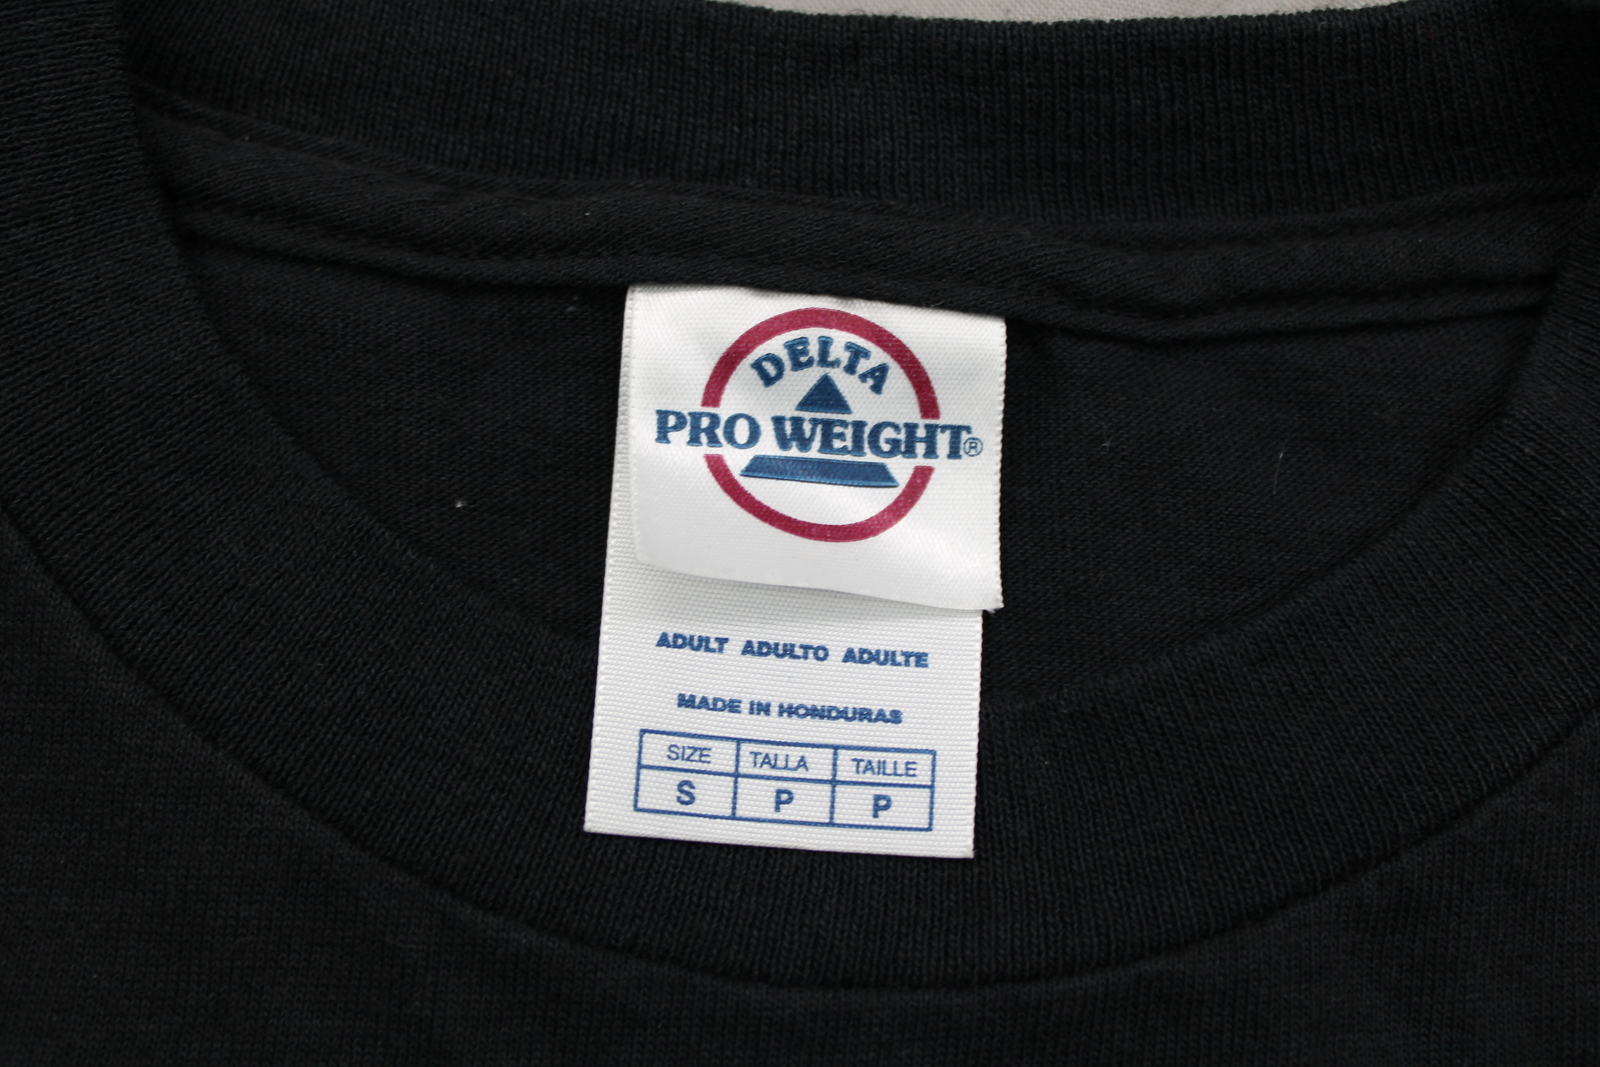 DELTA
PRO WEIGHT®
ADULT ADULTO ADULTE
MADE IN HONDURAS
SIZE TALLA TAILLE
S P P